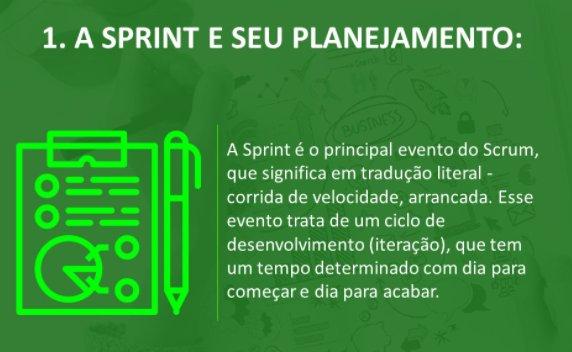 1. A SPRINT E SEU PLANEJAMENTO:
BUSINESS
A Sprint é o principal evento do Scrum,
que significa em tradução literal -
corrida de velocidade, arrancada. Esse
evento trata de um ciclo de
desenvolvimento (iteração), que tem
um tempo determinado com dia para
começar e dia para acabar.